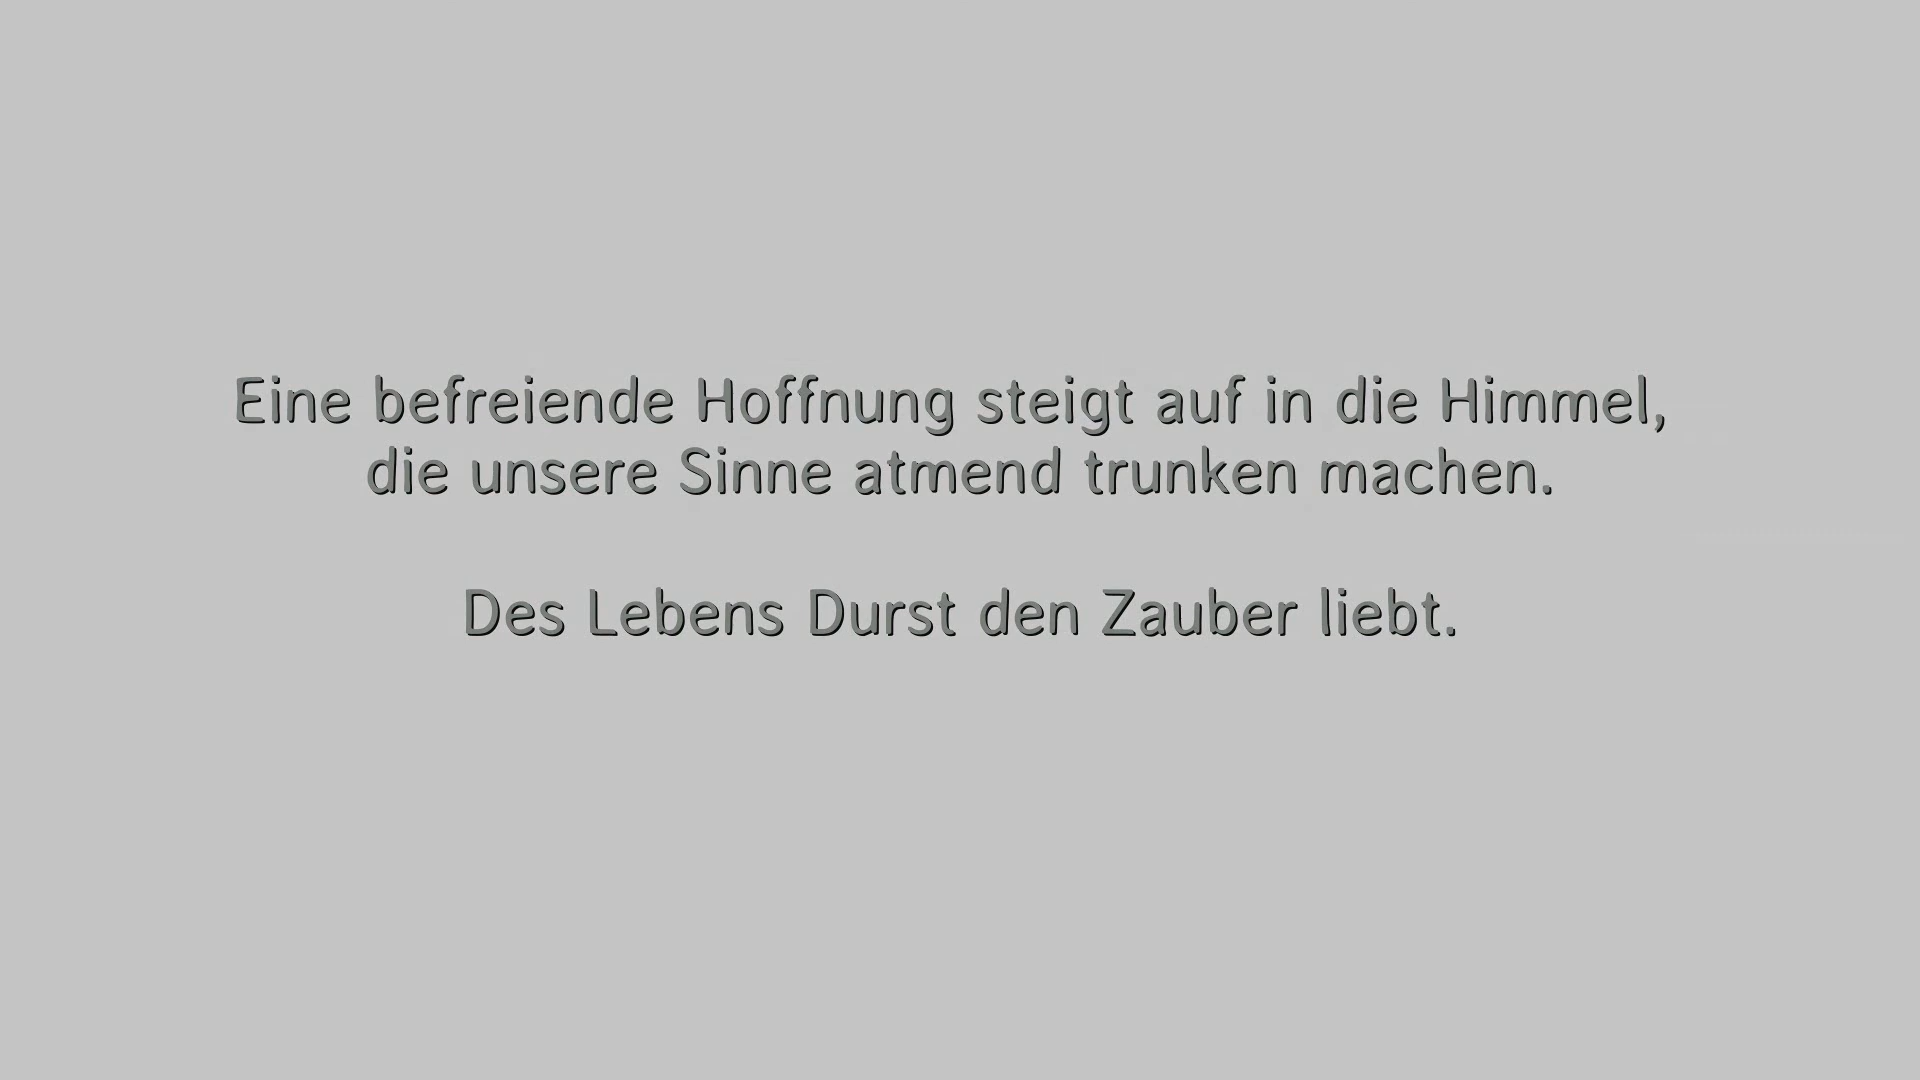 Eine befreiende Hoffnung steigt auf in die Himmel,
die unsere Sinne atmend trunken machen.
Des Lebens Durst den Zauber liebt.